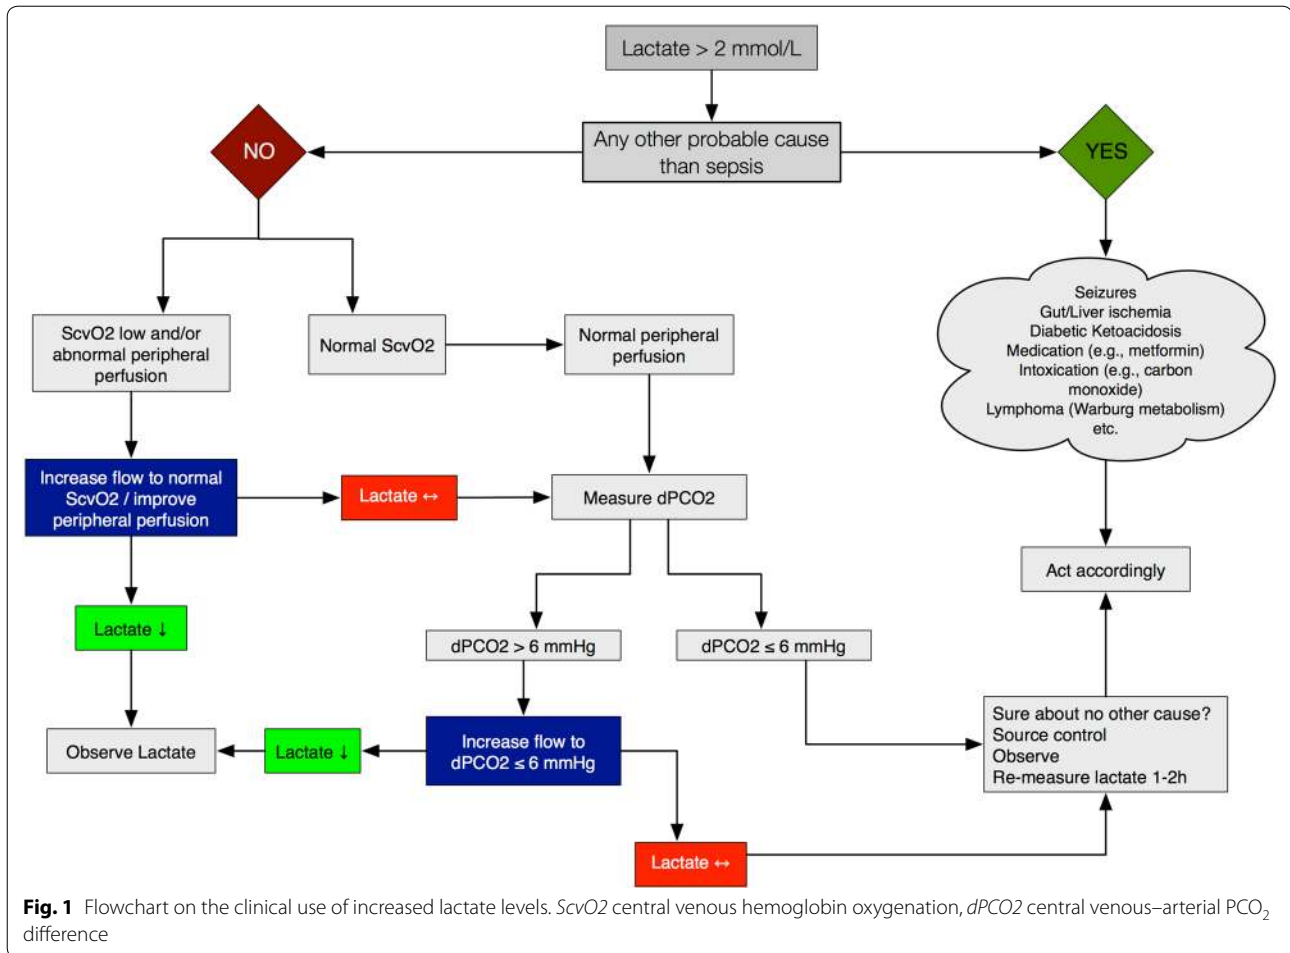 Lactate > 2 mmol/L
Any other probable cause
than sepsis
NO
YES
ScvO2 low and/or
abnormal peripheral
perfusion
Normal ScvO2
Normal peripheral
perfusion
Seizures
Gut/Liver ischemia
Diabetic Ketoacidosis
Medication (e.g., metformin)
Intoxication (e.g., carbon
monoxide)
Lymphoma (Warburg metabolism)
etc.
Increase flow to normal
ScvO2 / improve
peripheral perfusion
Lactate ↔
Measure dPCO2
Act accordingly
Lactate ↓
dPCO2 > 6 mmHg
dPCO2 ≤ 6 mmHg
Observe Lactate
Lactate ↓
Increase flow to
dPCO2 ≤ 6 mmHg
Sure about no other cause?
Source control
Observe
Re-measure lactate 1-2h
Lactate ↔
Fig. 1 Flowchart on the clinical use of increased lactate levels. ScvO2 central venous hemoglobin oxygenation, dPCO2 central venous–arterial PCO₂
difference